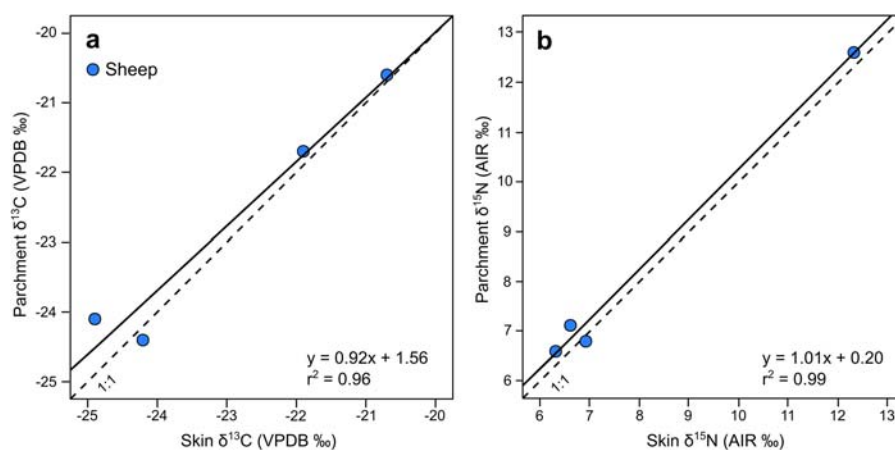 a
Sheep
-20
-21
-22
-23
-24
-25
Parchment δ¹³C (VPDB ‰)
1:1
y = 0.92x + 1.56
r² = 0.96
-25 -24 -23 -22 -21 -20
Skin δ¹³C (VPDB ‰)
b
13
12
11
10
9
8
7
6
Parchment δ¹⁵N (AIR ‰)
1:1
y = 1.01x + 0.20
r² = 0.99
6 7 8 9 10 11 12 13
Skin δ¹⁵N (AIR ‰)